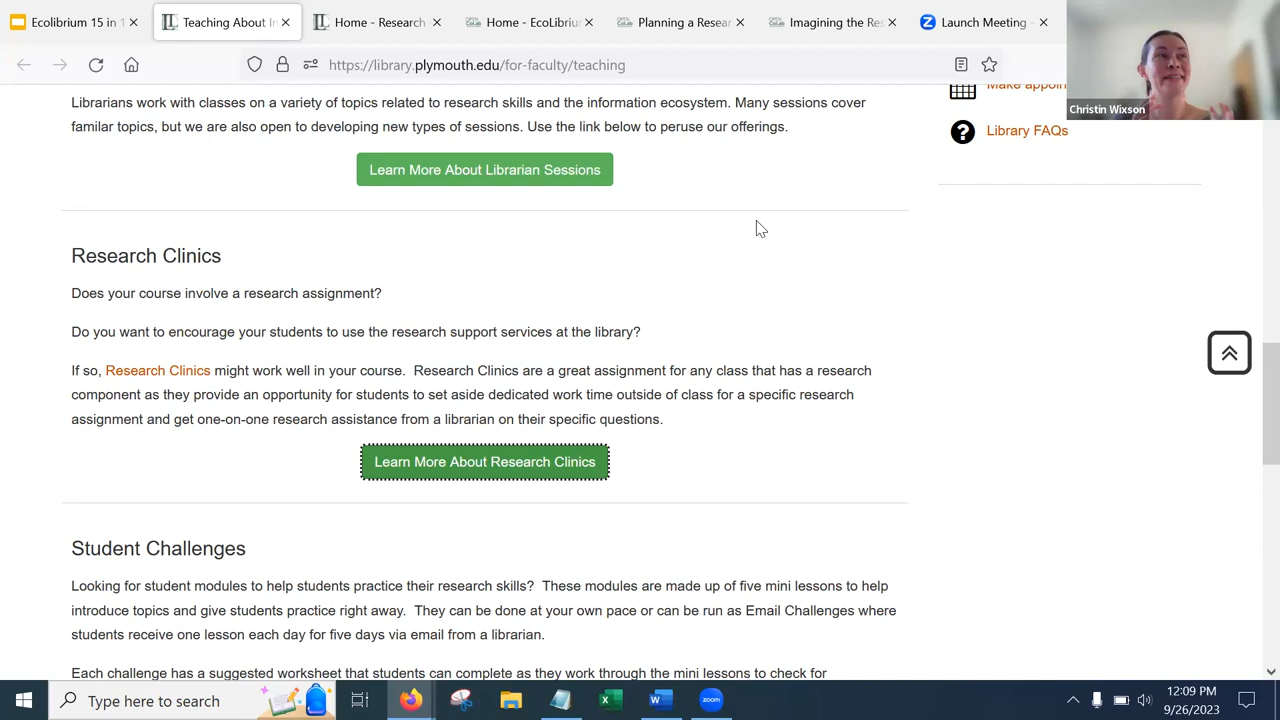 Ecolibrium 15 in 1
Teaching About In
Home - Research
Home - EcoLibriu
Planning a Resear
Imagining the Res
Launch Meeting -
https://library.plymouth.edu/for-faculty/teaching
Christin Wixson
Make appoin
Library FAQs
Librarians work with classes on a variety of topics related to research skills and the information ecosystem. Many sessions cover
familar topics, but we are also open to developing new types of sessions. Use the link below to peruse our offerings.
Learn More About Librarian Sessions
Research Clinics
Does your course involve a research assignment?
Do you want to encourage your students to use the research support services at the library?
If so, Research Clinics might work well in your course. Research Clinics are a great assignment for any class that has a research
component as they provide an opportunity for students to set aside dedicated work time outside of class for a specific research
assignment and get one-on-one research assistance from a librarian on their specific questions.
Learn More About Research Clinics
Student Challenges
Looking for student modules to help students practice their research skills? These modules are made up of five mini lessons to help
introduce topics and give students practice right away. They can be done at your own pace or can be run as Email Challenges where
students receive one lesson each day for five days via email from a librarian.
Each challenge has a suggested worksheet that students can complete as they work through the mini lessons to check for
Type here to search
zoom
12:09 PM
9/26/2023